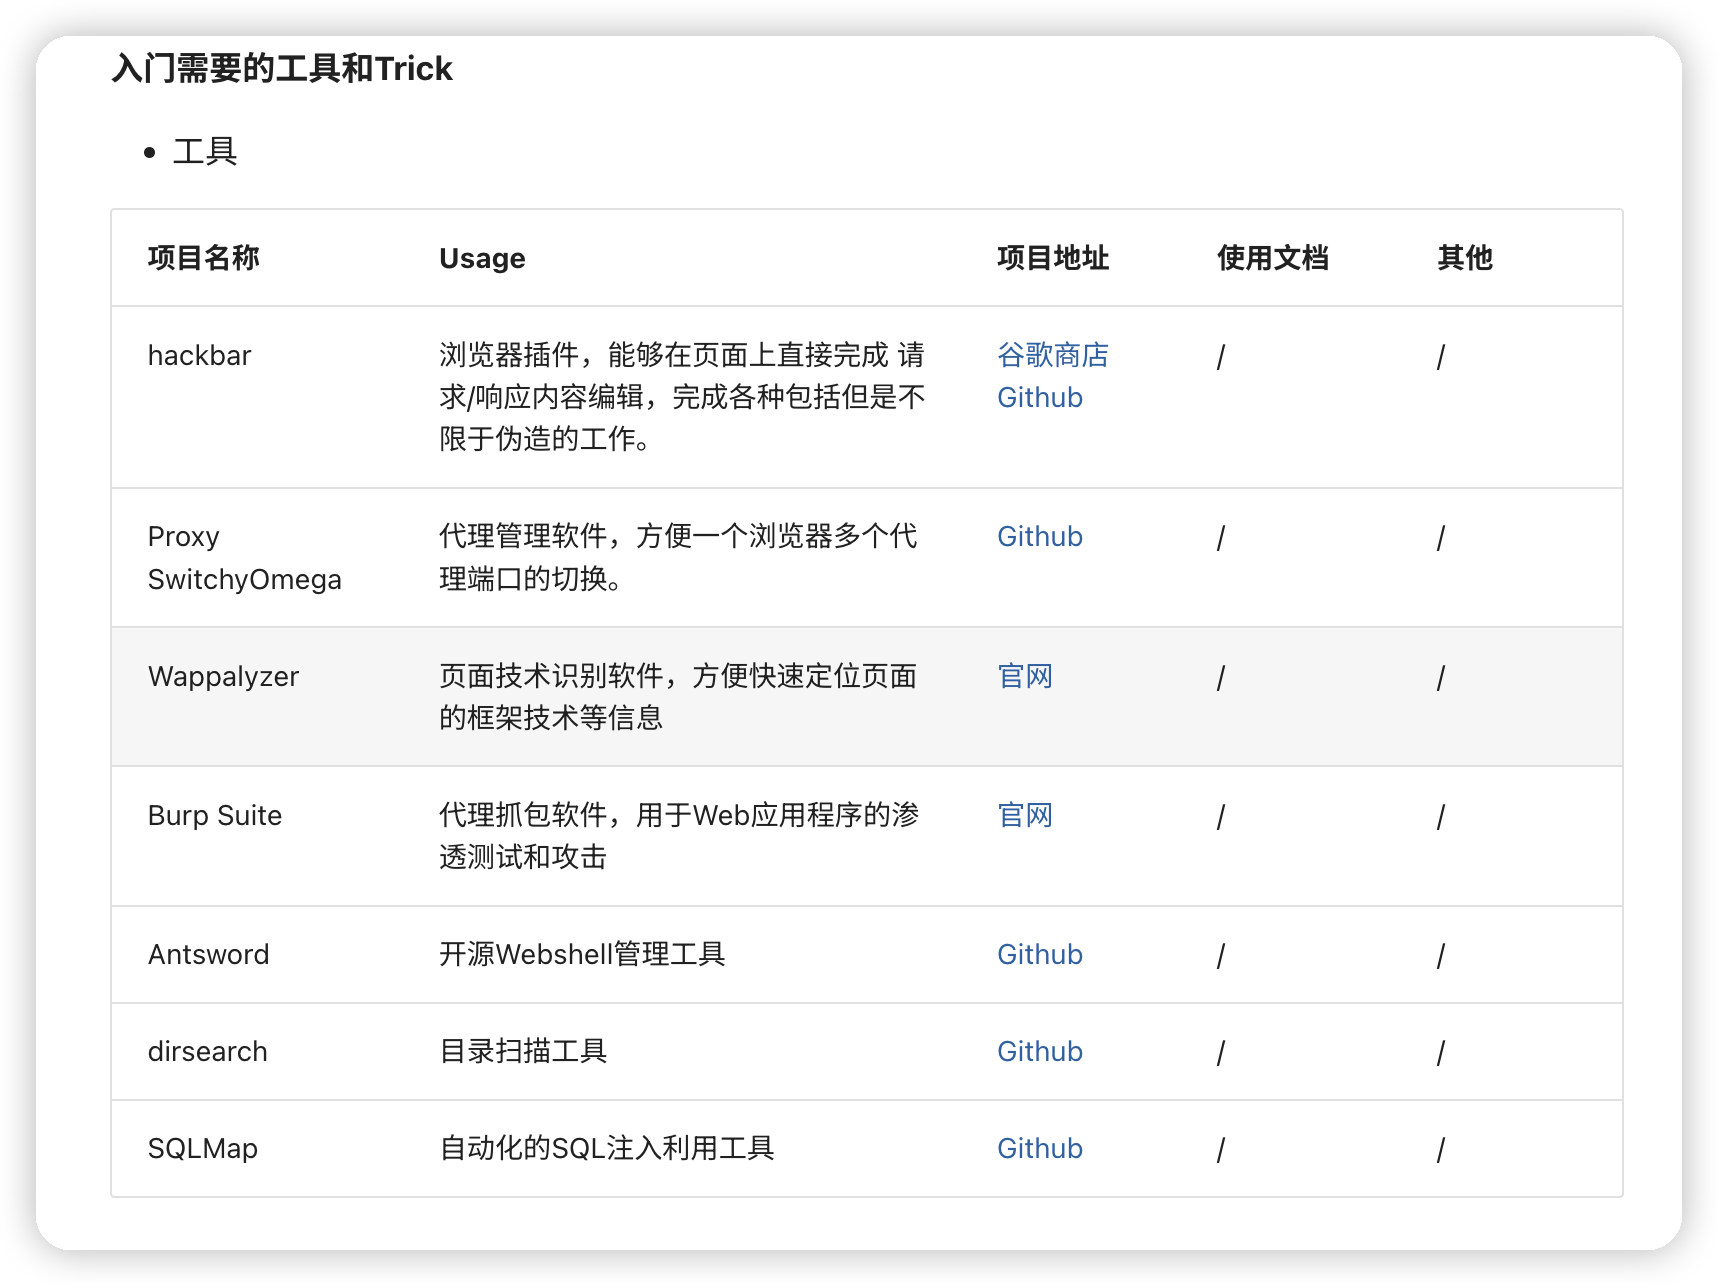 入门需要的工具和Trick
工具
项目名称 Usage 项目地址 使用文档 其他
hackbar 浏览器插件，能够在页面上直接完成 请 谷歌商店 / /
求/响应内容编辑，完成各种包括但是不 Github
限于伪造的工作。
Proxy 代理管理软件，方便一个浏览器多个代 Github / /
SwitchyOmega 理端口的切换。
Wappalyzer 页面技术识别软件，方便快速定位页面 官网 / /
的框架技术等信息
Burp Suite 代理抓包软件，用于Web应用程序的渗 官网 / /
透测试和攻击
Antsword 开源Webshell管理工具 Github / /
dirsearch 目录扫描工具 Github / /
SQLMap 自动化的SQL注入利用工具 Github / /